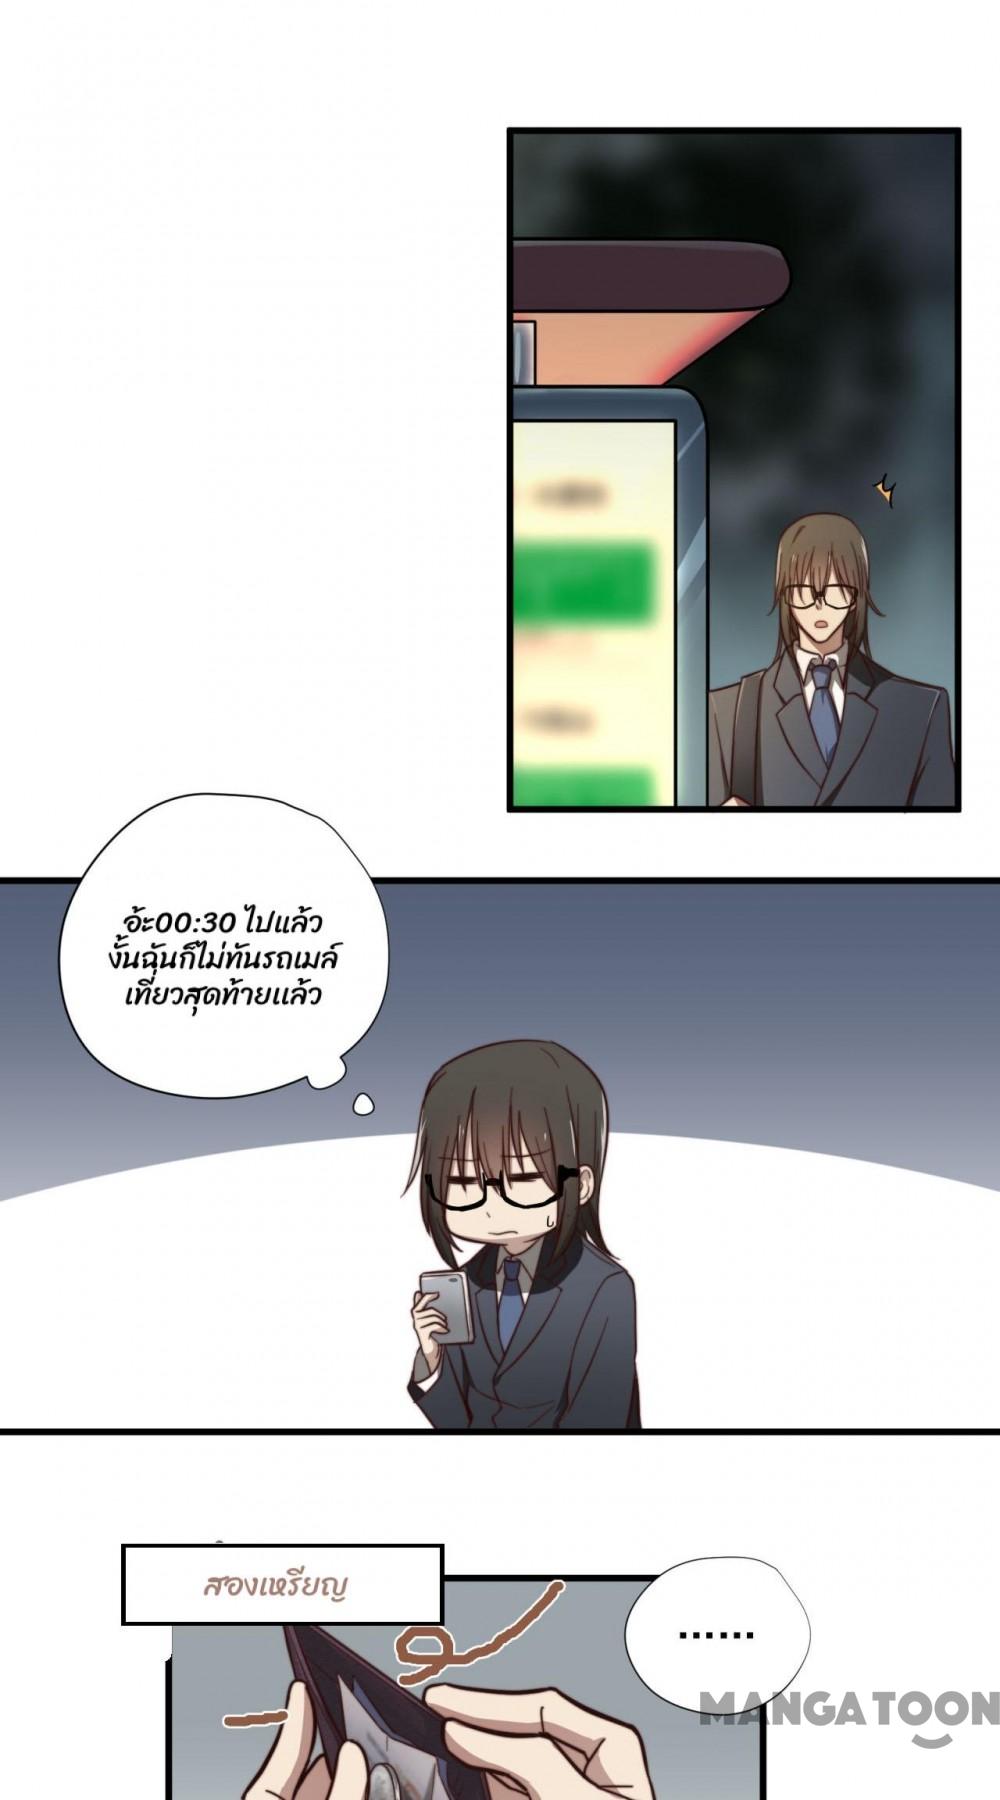 อ้ะ00:30 ไปแล้ว
งั้นฉันก็ไม่ทันรถเมล์
เที่ยวสุดท้ายแล้ว
สองเหรียญ
......
MANGATOON